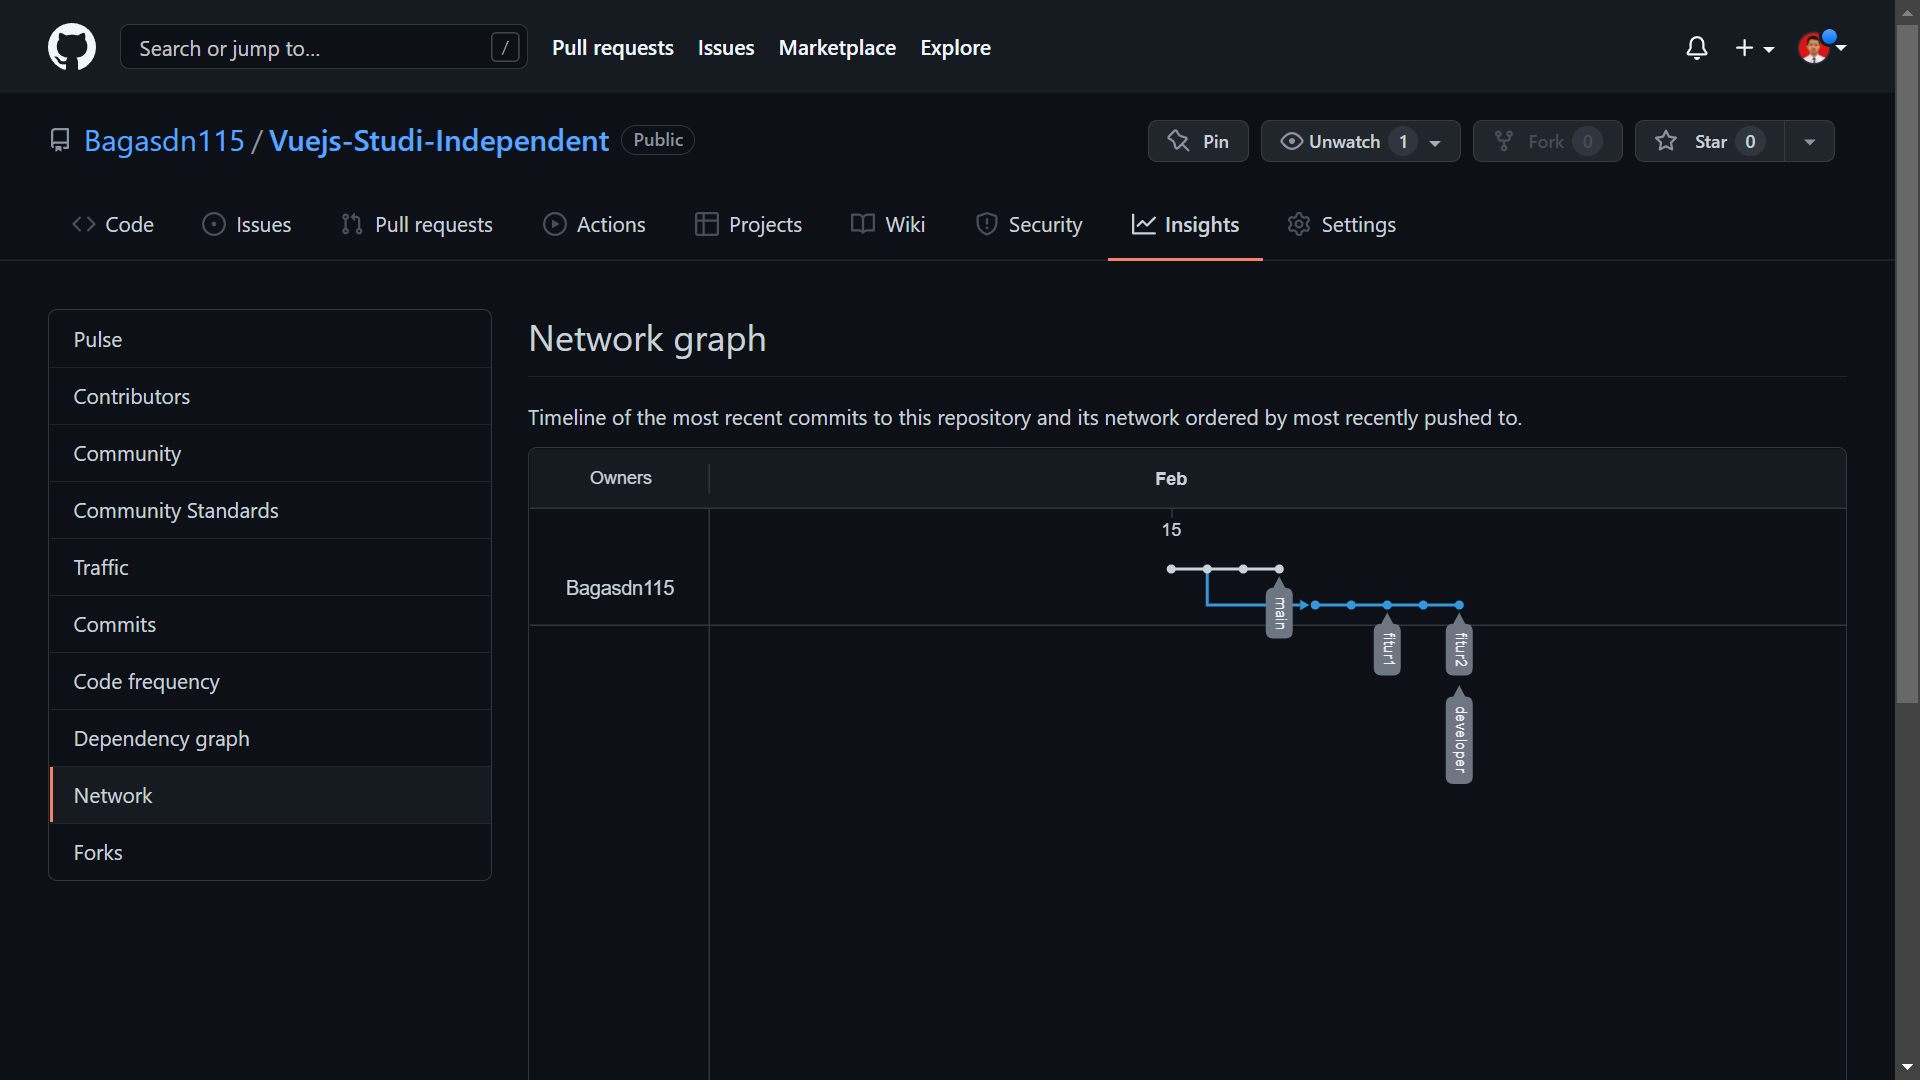 Search or jump to... /
Pull requests Issues Marketplace Explore
Bagasdn115 / Vuejs-Studi-Independent Public
Pin Unwatch 1 Fork 0 Star 0
Code Issues Pull requests Actions Projects Wiki Security Insights Settings
Pulse
Contributors
Community
Community Standards
Traffic
Commits
Code frequency
Dependency graph
Network
Forks
Network graph
Timeline of the most recent commits to this repository and its network ordered by most recently pushed to.
Owners Feb
15
Bagasdn115
main
fitur1
fitur2
developer